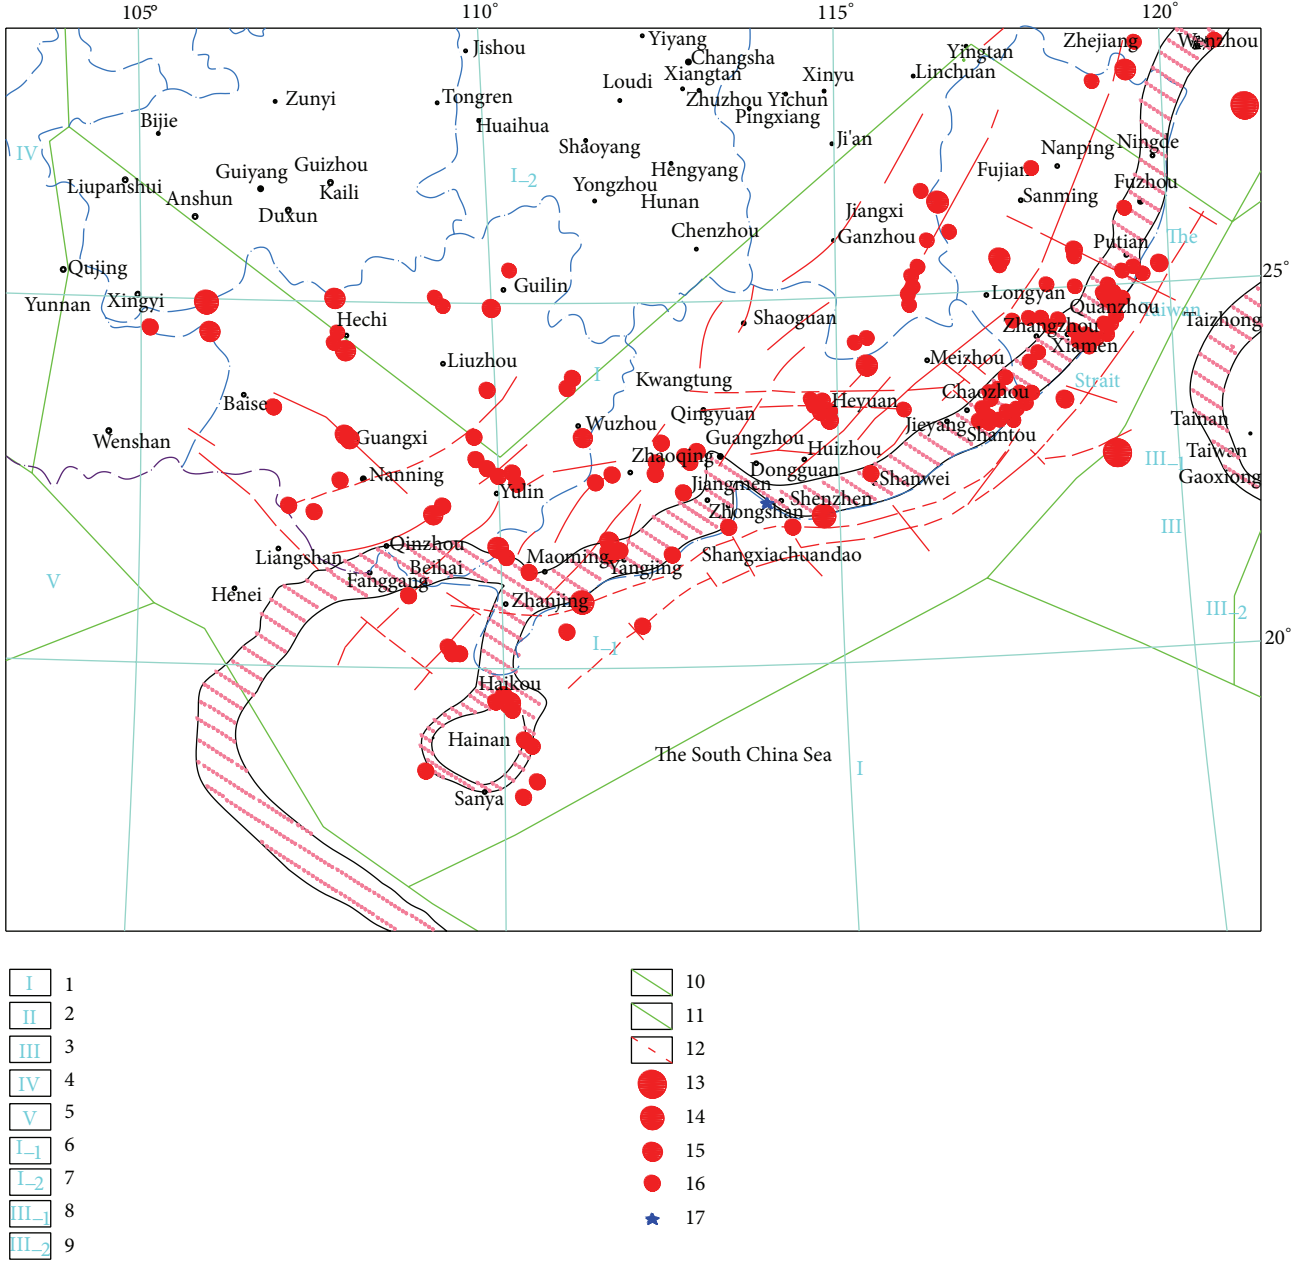 105°
110°
115°
120°
Jishou
Yiyang
Changsha
Yingtan
Zhejiang
Wenzhou
Xiangtan
Xinyu
Linchuan
Loudi
Zunyi
Tongren
Zhuzhou
Yichun
Pingxiang
Bijie
Huaihua
Ji'an
Shaoyang
Nanping
Ningde
IV
Guiyang
Guizhou
Hengyang
Fujian
Liupanshui
Kaili
I_2
Yongzhou
Fuzhou
Anshun
Hunan
Sanming
Duxun
Jiangxi
Chenzhou
Ganzhou
The
Putian
Qujing
25°
Guilin
Longyan
Yunnan
Xingyi
Quanzhou
Taiwan
Hechi
Shaoguan
Zhangzhou
Taizhong
Xiamen
Liuzhou
Meizhou
I
Kwangtung
Strait
Baise
Heyuan
Chaozhou
Qingyuan
Wuzhou
Jieyang
Tainan
Wenshan
Guangxi
Guangzhou
Shantou
Zhaoqing
Huizhou
Taiwan
III_1
Dongguan
Nanning
Jiangmen
Shanwei
Gaoxiong
Yulin
Shenzhen
Zhongshan
III
Liangshan
Qinzhou
Maoming
Shangxiachuandao
Beihai
Yangjing
V
Fanggang
Henei
Zhanjing
III_2
I_1
20°
Haikou
Hainan
The South China Sea
I
Sanya
I 1
II 2
III 3
IV 4
V 5
I_1 6
I_2 7
III_1 8
III_2 9
10
11
12
13
14
15
16
17